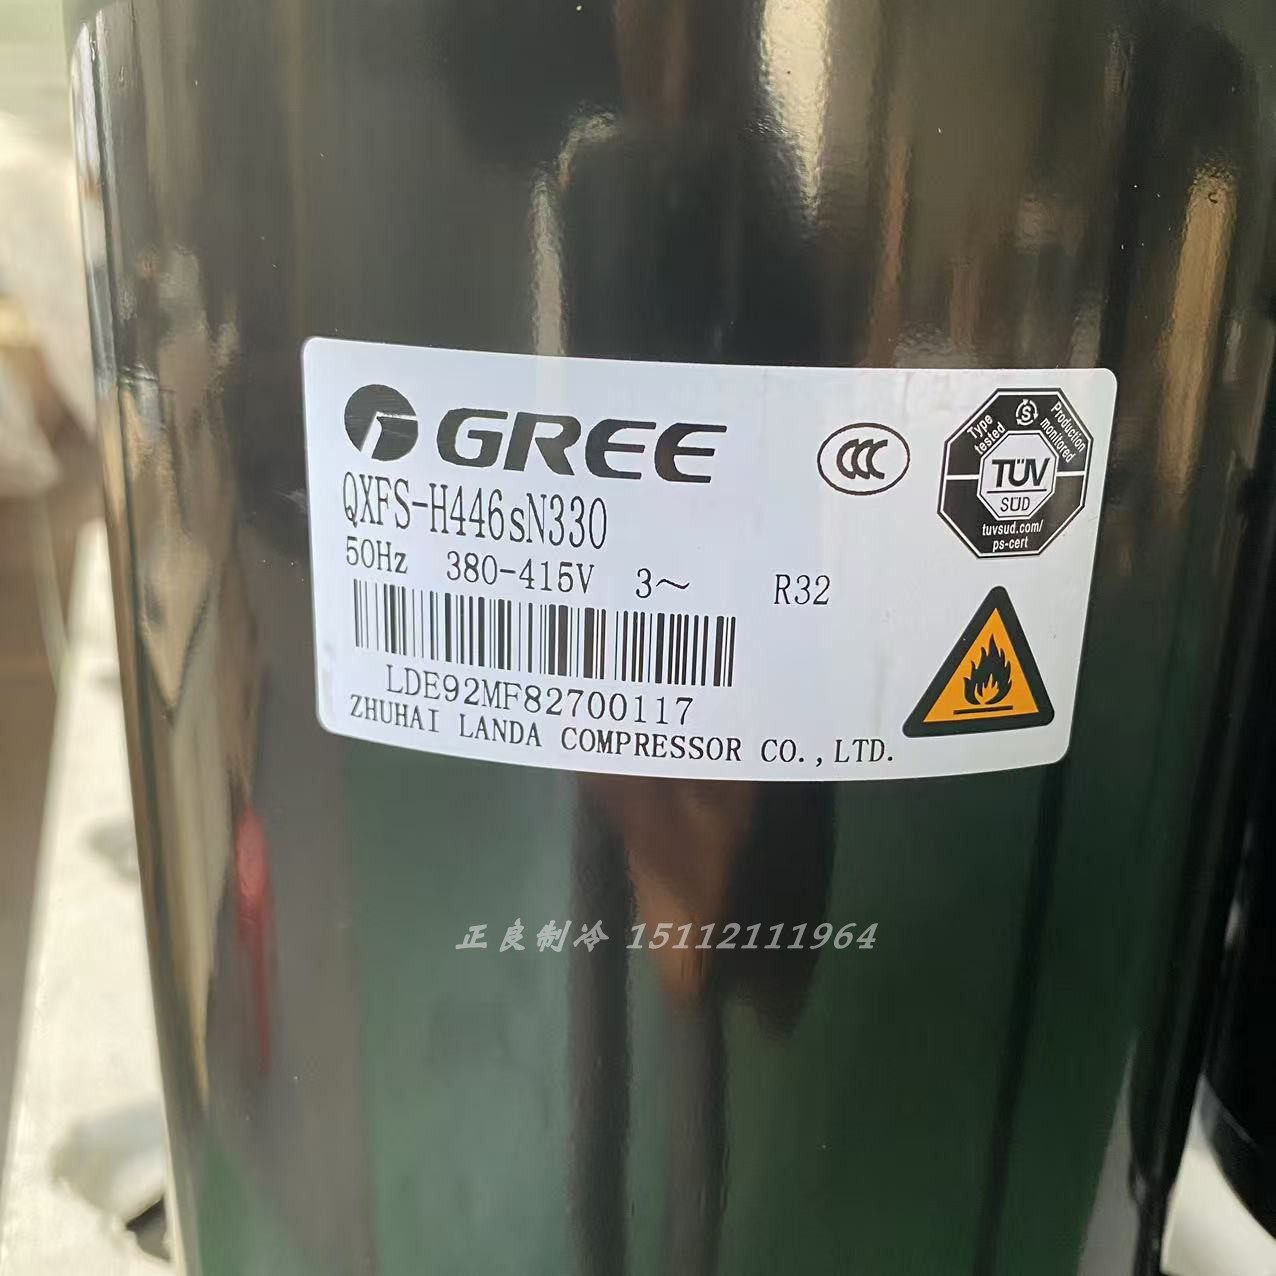 GREE
CCC
Type tested
S
Production monitored
TÜV
SÜD
tuvsud.com/
ps-cert
QXFS-H446sN330
50Hz 380-415V 3~ R32
LDE92MF82700117
ZHUHAI LANDA COMPRESSOR CO.,LTD.
正良制冷 15112111964